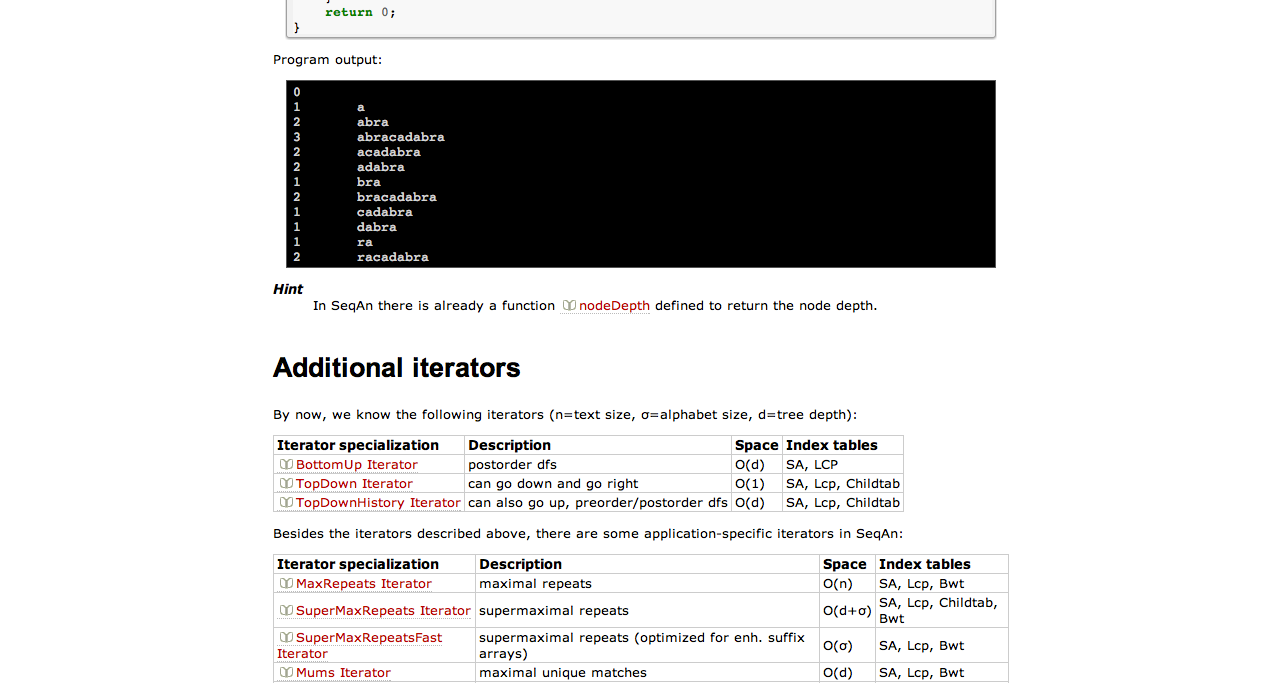 return 0;
}
Program output:
0
1 a
2 abra
3 abracadabra
2 acadabra
2 adabra
1 bra
2 bracadabra
1 cadabra
1 dabra
1 ra
2 racadabra
Hint
In SeqAn there is already a function nodeDepth defined to return the node depth.
Additional iterators
By now, we know the following iterators (n=text size, σ=alphabet size, d=tree depth):
Iterator specialization Description Space Index tables
BottomUp Iterator postorder dfs O(d) SA, LCP
TopDown Iterator can go down and go right O(1) SA, Lcp, Childtab
TopDownHistory Iterator can also go up, preorder/postorder dfs O(d) SA, Lcp, Childtab
Besides the iterators described above, there are some application-specific iterators in SeqAn:
Iterator specialization Description Space Index tables
MaxRepeats Iterator maximal repeats O(n) SA, Lcp, Bwt
SuperMaxRepeats Iterator supermaximal repeats O(d+σ) SA, Lcp, Childtab,
Bwt
SuperMaxRepeatsFast supermaximal repeats (optimized for enh. suffix
Iterator arrays) O(σ) SA, Lcp, Bwt
Mums Iterator maximal unique matches O(d) SA, Lcp, Bwt